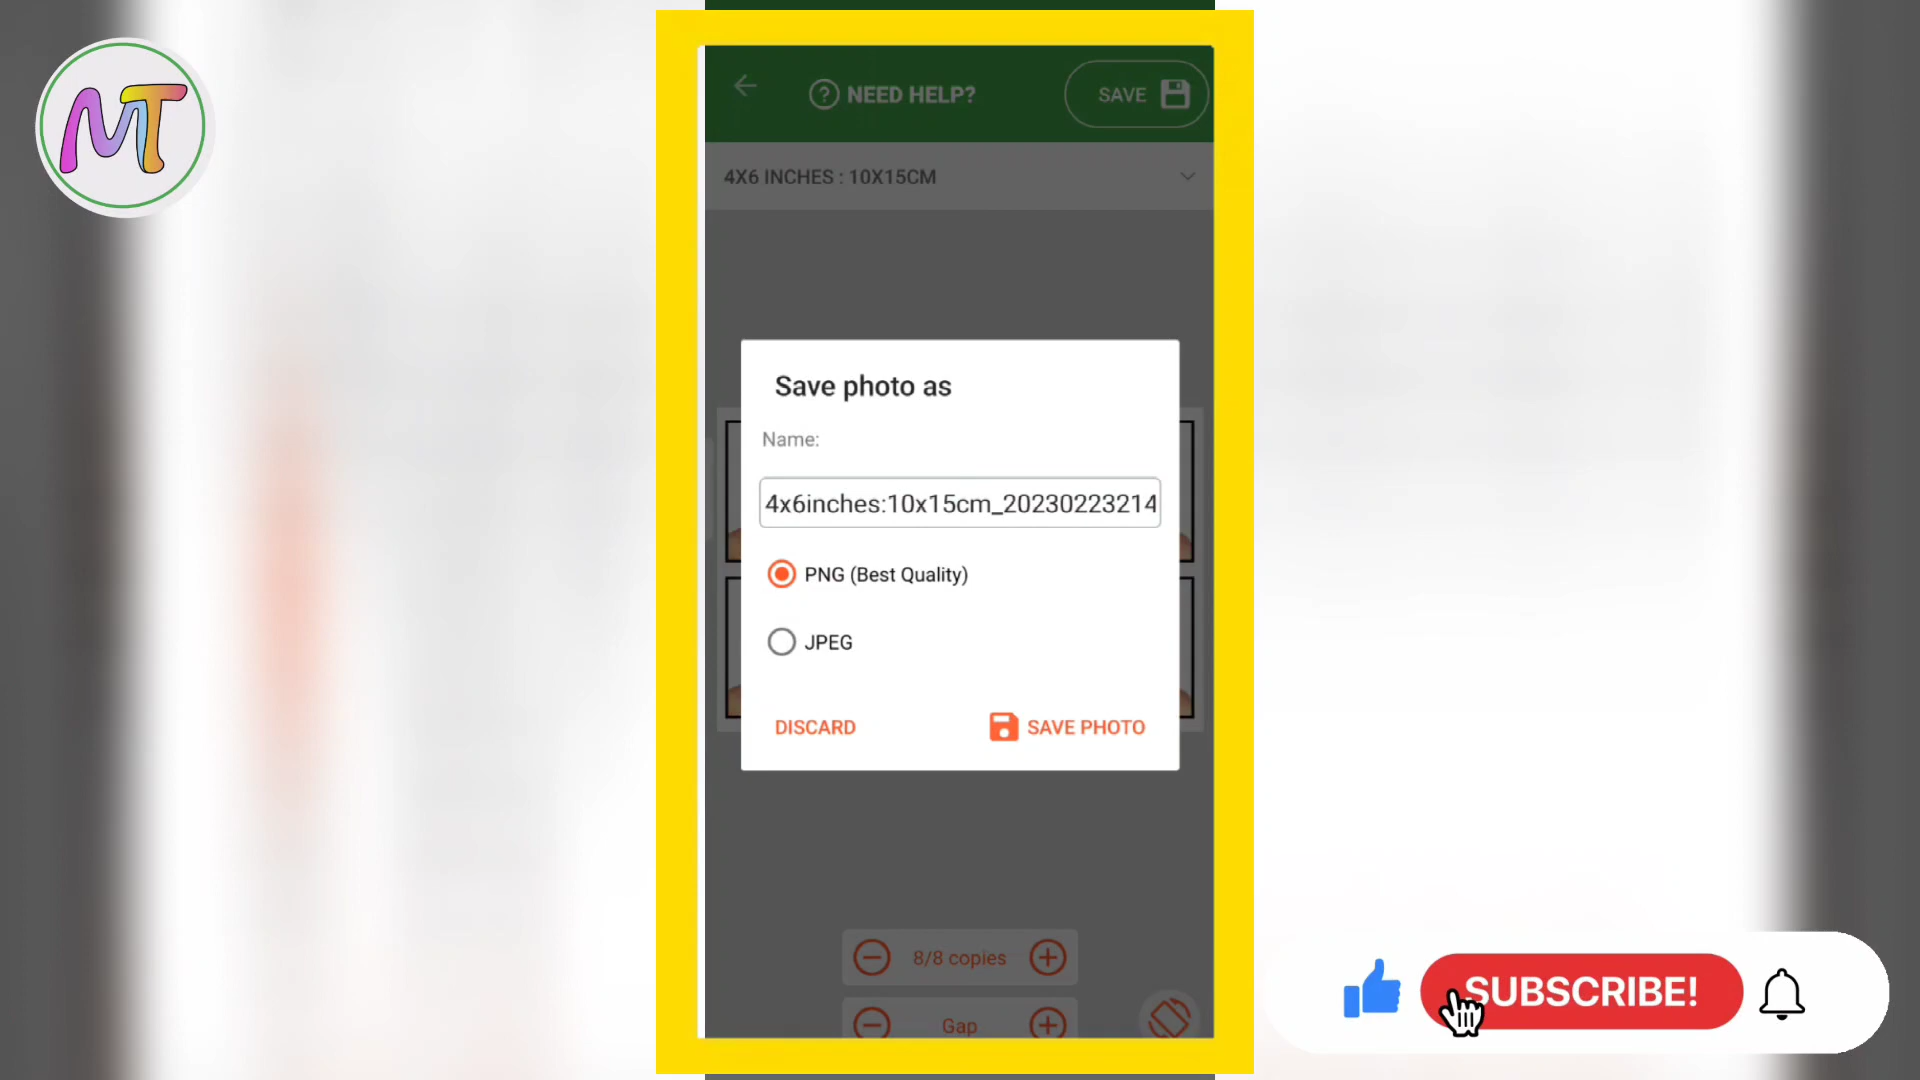 MT
NEED HELP?
SAVE
4X6 INCHES : 10X15CM
Save photo as
Name:
4x6inches:10x15cm_20230223214
PNG (Best Quality)
JPEG
DISCARD
SAVE PHOTO
8/8 copies
Gap
SUBSCRIBE!